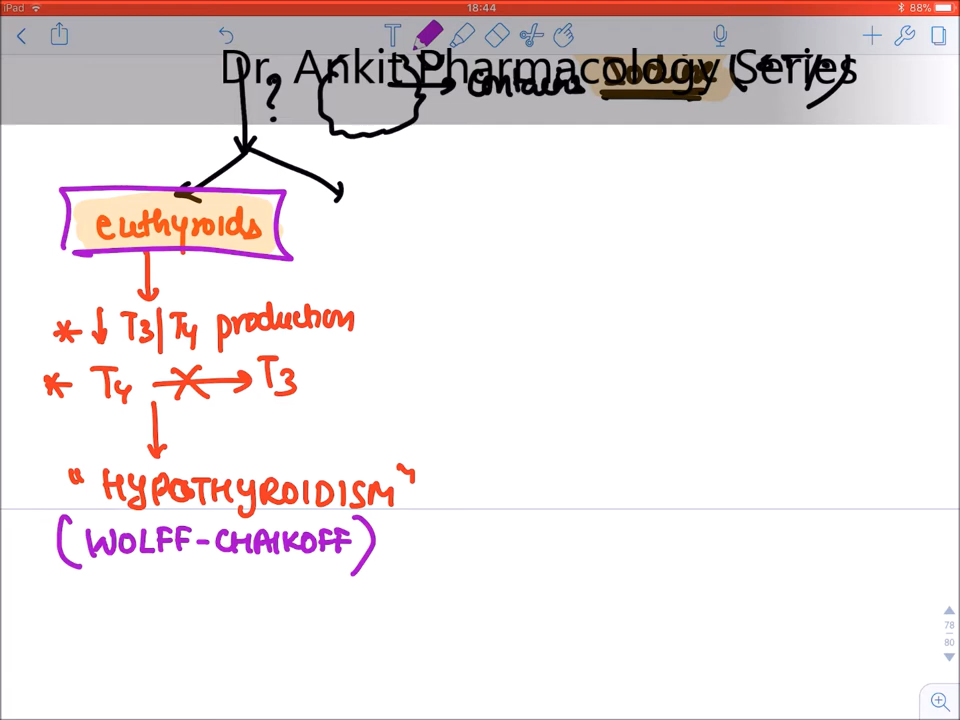 iPad 18:44 88%
T
Dr. Ankit Pharmacology Series
? contains
euthyroids
* ↓ T3|T4 production
* T4 → T3
"HYPOTHYROIDISM"
(WOLFF-CHAIKOFF)
78
80